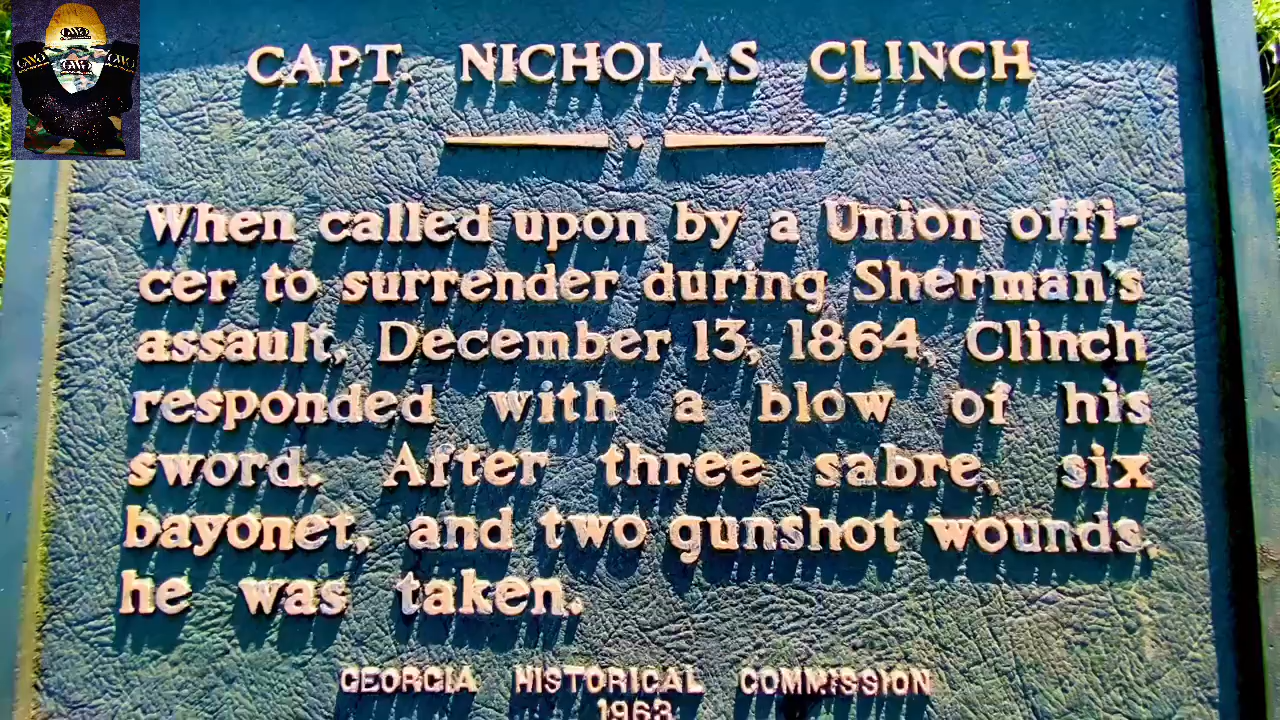 CAPT. NICHOLAS CLINCH
When called upon by a Union offi-
cer to surrender during Sherman's
assault, December 13, 1864, Clinch
responded with a blow of his
sword. After three sabre, six
bayonet, and two gunshot wounds,
he was taken.
GEORGIA HISTORICAL COMMISSION
1963